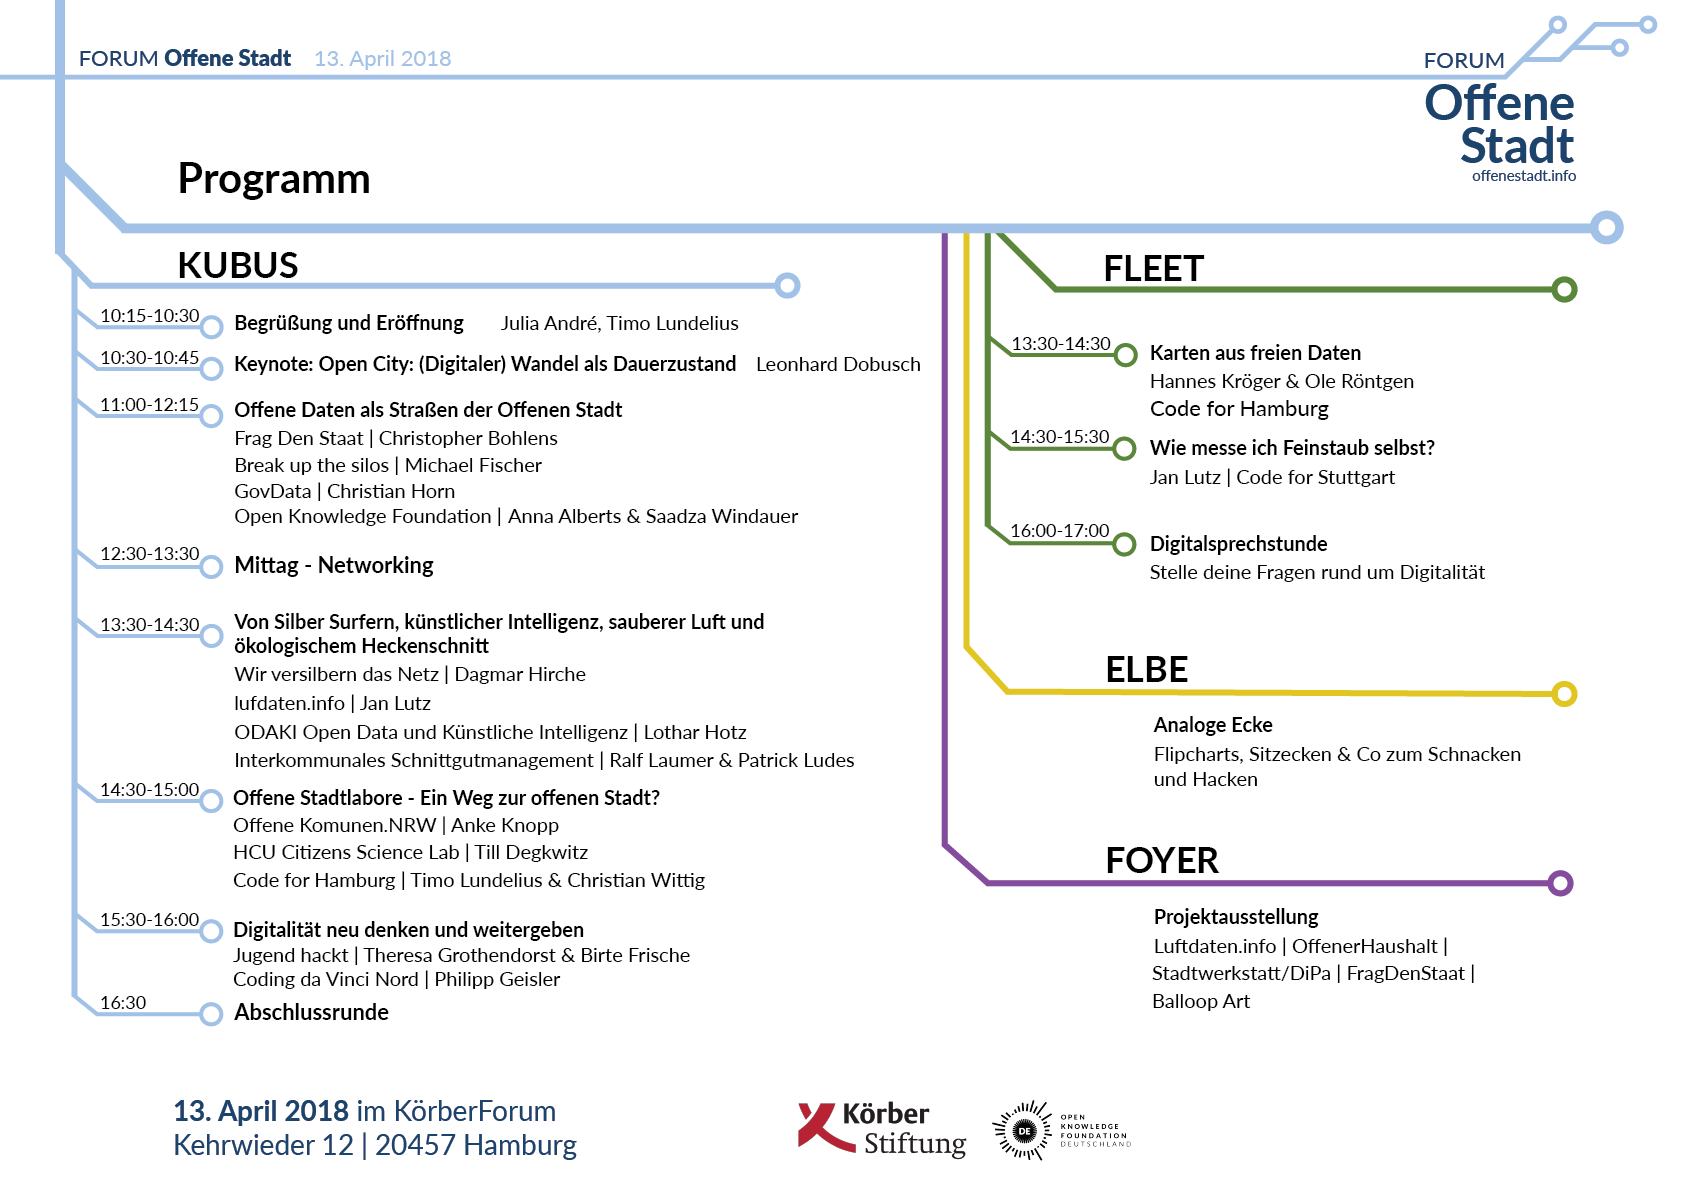 FORUM Offene Stadt 13. April 2018
FORUM
Offene
Stadt
offenestadt.info
Programm
KUBUS
10:15-10:30 Begrüßung und Eröffnung Julia André, Timo Lundelius
10:30-10:45 Keynote: Open City: (Digitaler) Wandel als Dauerzustand Leonhard Dobusch
11:00-12:15 Offene Daten als Straßen der Offenen Stadt
Frag Den Staat | Christopher Bohlens
Break up the silos | Michael Fischer
GovData | Christian Horn
Open Knowledge Foundation | Anna Alberts & Saadza Windauer
12:30-13:30 Mittag - Networking
13:30-14:30 Von Silber Surfern, künstlicher Intelligenz, sauberer Luft und
ökologischem Heckenschnitt
Wir versilbern das Netz | Dagmar Hirche
lufdaten.info | Jan Lutz
ODAKI Open Data und Künstliche Intelligenz | Lothar Hotz
Interkommunales Schnittgutmanagement | Ralf Laumer & Patrick Ludes
14:30-15:00 Offene Stadtlabore - Ein Weg zur offenen Stadt?
Offene Komunen.NRW | Anke Knopp
HCU Citizens Science Lab | Till Degkwitz
Code for Hamburg | Timo Lundelius & Christian Wittig
15:30-16:00 Digitalität neu denken und weitergeben
Jugend hackt | Theresa Grothendorst & Birte Frische
Coding da Vinci Nord | Philipp Geisler
16:30 Abschlussrunde
FLEET
13:30-14:30 Karten aus freien Daten
Hannes Kröger & Ole Röntgen
Code for Hamburg
14:30-15:30 Wie messe ich Feinstaub selbst?
Jan Lutz | Code for Stuttgart
16:00-17:00 Digitalsprechstunde
Stelle deine Fragen rund um Digitalität
ELBE
Analoge Ecke
Flipcharts, Sitzecken & Co zum Schnacken
und Hacken
FOYER
Projektausstellung
Luftdaten.info | OffenerHaushalt |
Stadtwerkstatt/DiPa | FragDenStaat |
Balloop Art
13. April 2018 im KörberForum
Kehrwieder 12 | 20457 Hamburg
Körber
Stiftung
DE
OPEN
KNOWLEDGE
FOUNDATION
DEUTSCHLAND